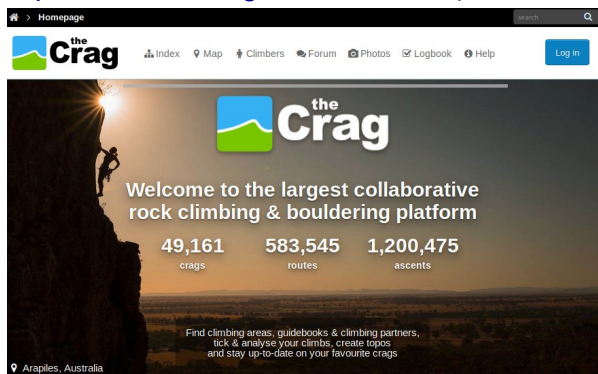 > Homepage
search
the
Crag
Index
Map
Climbers
Forum
Photos
Logbook
Help
Log in
the
Crag
Welcome to the largest collaborative
rock climbing & bouldering platform
49,161
583,545
1,200,475
crags
routes
ascents
Find climbing areas, guidebooks & climbing partners,
tick & analyse your climbs, create topos
and stay up-to-date on your favourite crags
Arapiles, Australia